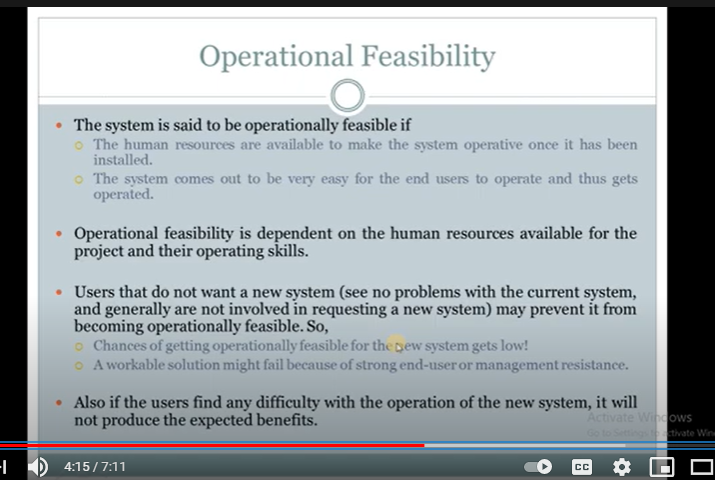 Operational Feasibility
• The system is said to be operationally feasible if
The human resources are available to make the system operative once it has been
installed.
The system comes out to be very easy for the end users to operate and thus gets
operated.
• Operational feasibility is dependent on the human resources available for the
project and their operating skills.
• Users that do not want a new system (see no problems with the current system,
and generally are not involved in requesting a new system) may prevent it from
becoming operationally feasible. So,
Chances of getting operationally feasible for the new system gets low!
A workable solution might fail because of strong end-user or management resistance.
• Also if the users find any difficulty with the operation of the new system, it will
not produce the expected benefits.
Activate Windows
Go to Settings to activate Win
4:15 / 7:11
CC